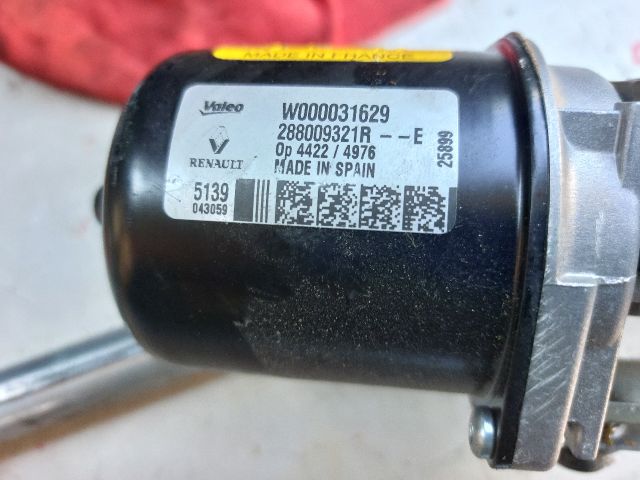 MADE IN FRANCE
Valeo
W000031629
288009321R --E
RENAULT
Op 4422 / 4976
MADE IN SPAIN
25899
5139
043059